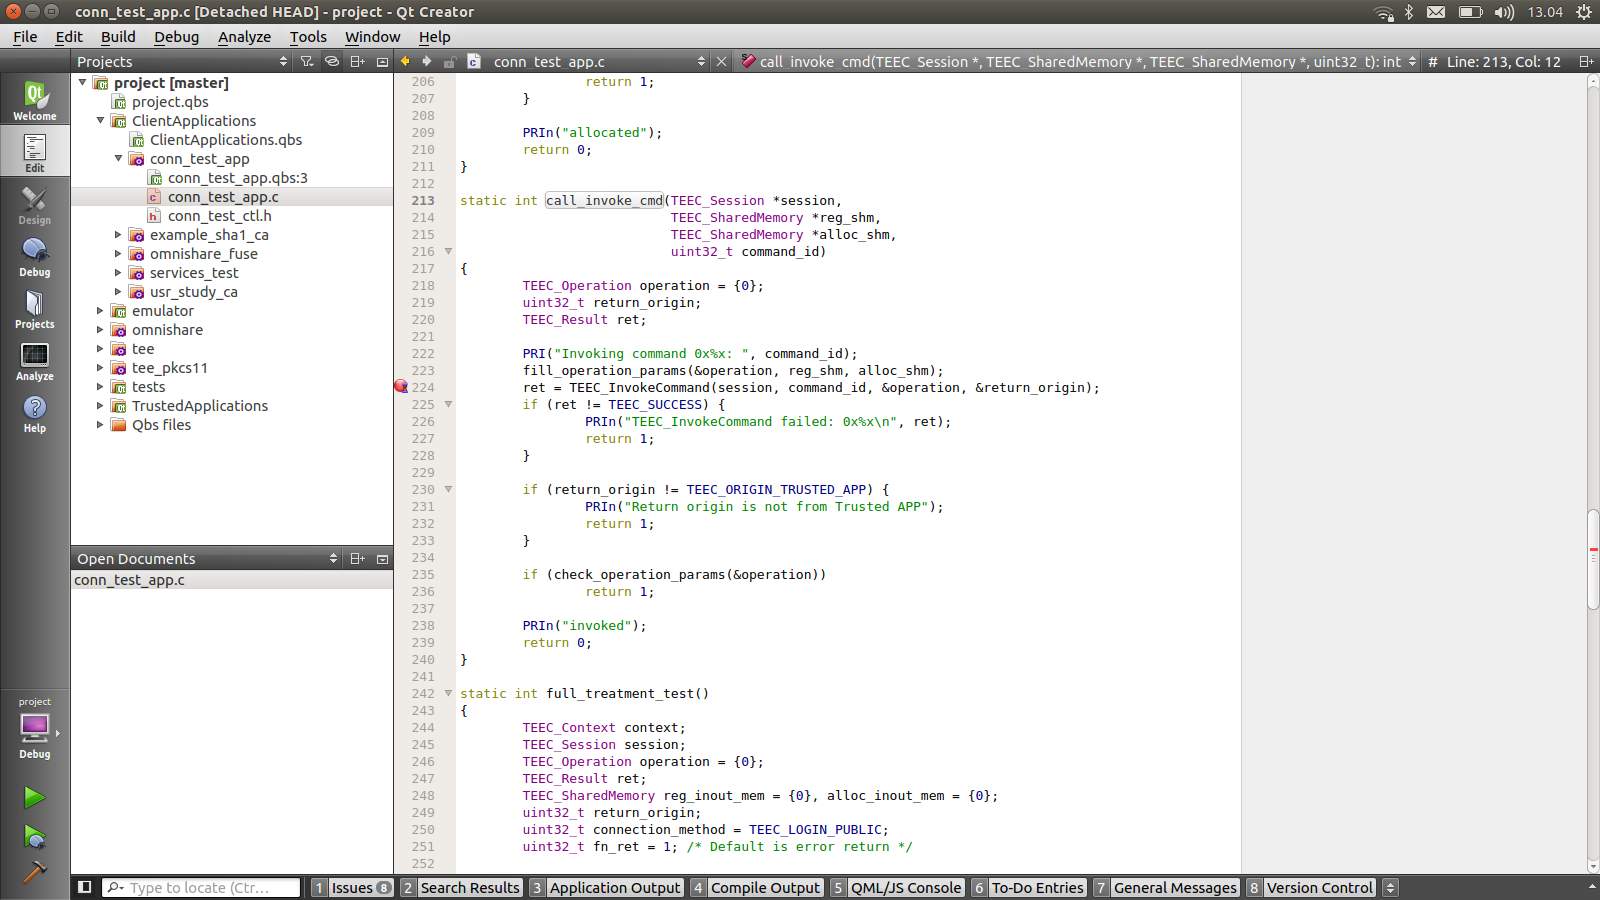 conn_test_app.c [Detached HEAD] - project - Qt Creator
13.04
File Edit Build Debug Analyze Tools Window Help
Projects
conn_test_app.c
call_invoke_cmd(TEEC_Session *, TEEC_SharedMemory *, TEEC_SharedMemory *, uint32_t): int
# Line: 213, Col: 12
Welcome
Edit
Design
Debug
Projects
Analyze
Help
project
Debug
project [master]
project.qbs
ClientApplications
ClientApplications.qbs
conn_test_app
conn_test_app.qbs:3
conn_test_app.c
conn_test_ctl.h
example_sha1_ca
omnishare_fuse
services_test
usr_study_ca
emulator
omnishare
tee
tee_pkcs11
tests
TrustedApplications
Qbs files
Open Documents
conn_test_app.c
206 return 1;
207 }
208
209 PRIn("allocated");
210 return 0;
211 }
212
213 static int call_invoke_cmd(TEEC_Session *session,
214 TEEC_SharedMemory *reg_shm,
215 TEEC_SharedMemory *alloc_shm,
216 uint32_t command_id)
217 {
218 TEEC_Operation operation = {0};
219 uint32_t return_origin;
220 TEEC_Result ret;
221
222 PRI("Invoking command 0x%x: ", command_id);
223 fill_operation_params(&operation, reg_shm, alloc_shm);
224 ret = TEEC_InvokeCommand(session, command_id, &operation, &return_origin);
225 if (ret != TEEC_SUCCESS) {
226 PRIn("TEEC_InvokeCommand failed: 0x%x\n", ret);
227 return 1;
228 }
229
230 if (return_origin != TEEC_ORIGIN_TRUSTED_APP) {
231 PRIn("Return origin is not from Trusted APP");
232 return 1;
233 }
234
235 if (check_operation_params(&operation))
236 return 1;
237
238 PRIn("invoked");
239 return 0;
240 }
241
242 static int full_treatment_test()
243 {
244 TEEC_Context context;
245 TEEC_Session session;
246 TEEC_Operation operation = {0};
247 TEEC_Result ret;
248 TEEC_SharedMemory reg_inout_mem = {0}, alloc_inout_mem = {0};
249 uint32_t return_origin;
250 uint32_t connection_method = TEEC_LOGIN_PUBLIC;
251 uint32_t fn_ret = 1; /* Default is error return */
252
Type to locate (Ctr...
1 Issues 8
2 Search Results
3 Application Output
4 Compile Output
5 QML/JS Console
6 To-Do Entries
7 General Messages
8 Version Control